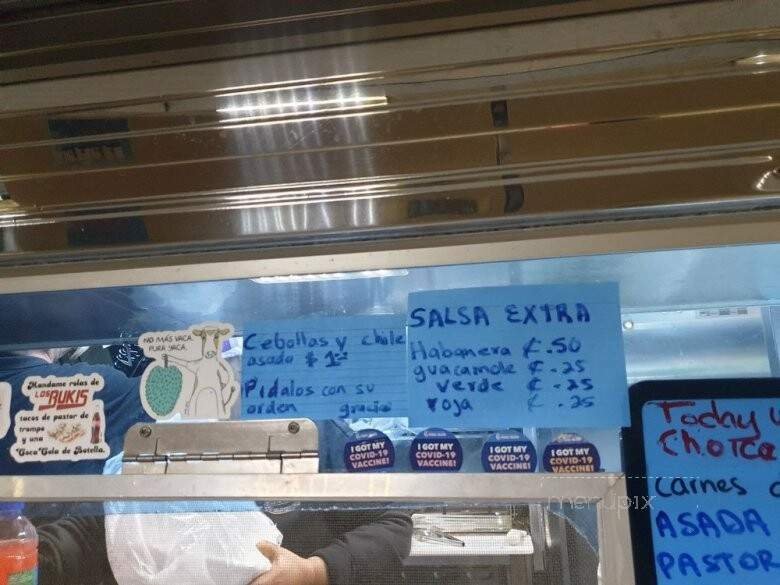 NO MÁS VACA.
PURA YACA.
Mandame rolas de
LOS BUKIS
tacos de pastor de
trompo
y una
"Coca" Cola de Botella.
Cebollas y chile
asada $ 1
Pidalos con su
orden gracias
SALSA EXTRA
Habanera ₡.50
guacamole ₡.25
verde ₡.25
roja ₡.25
I GOT MY
COVID-19
VACCINE!
I GOT MY
COVID-19
VACCINE!
I GOT MY
COVID-19
VACCINE!
I GOT MY
COVID-19
VACCINE!
Today
Choice
Carnes
ASADA
PASTOR
menupix